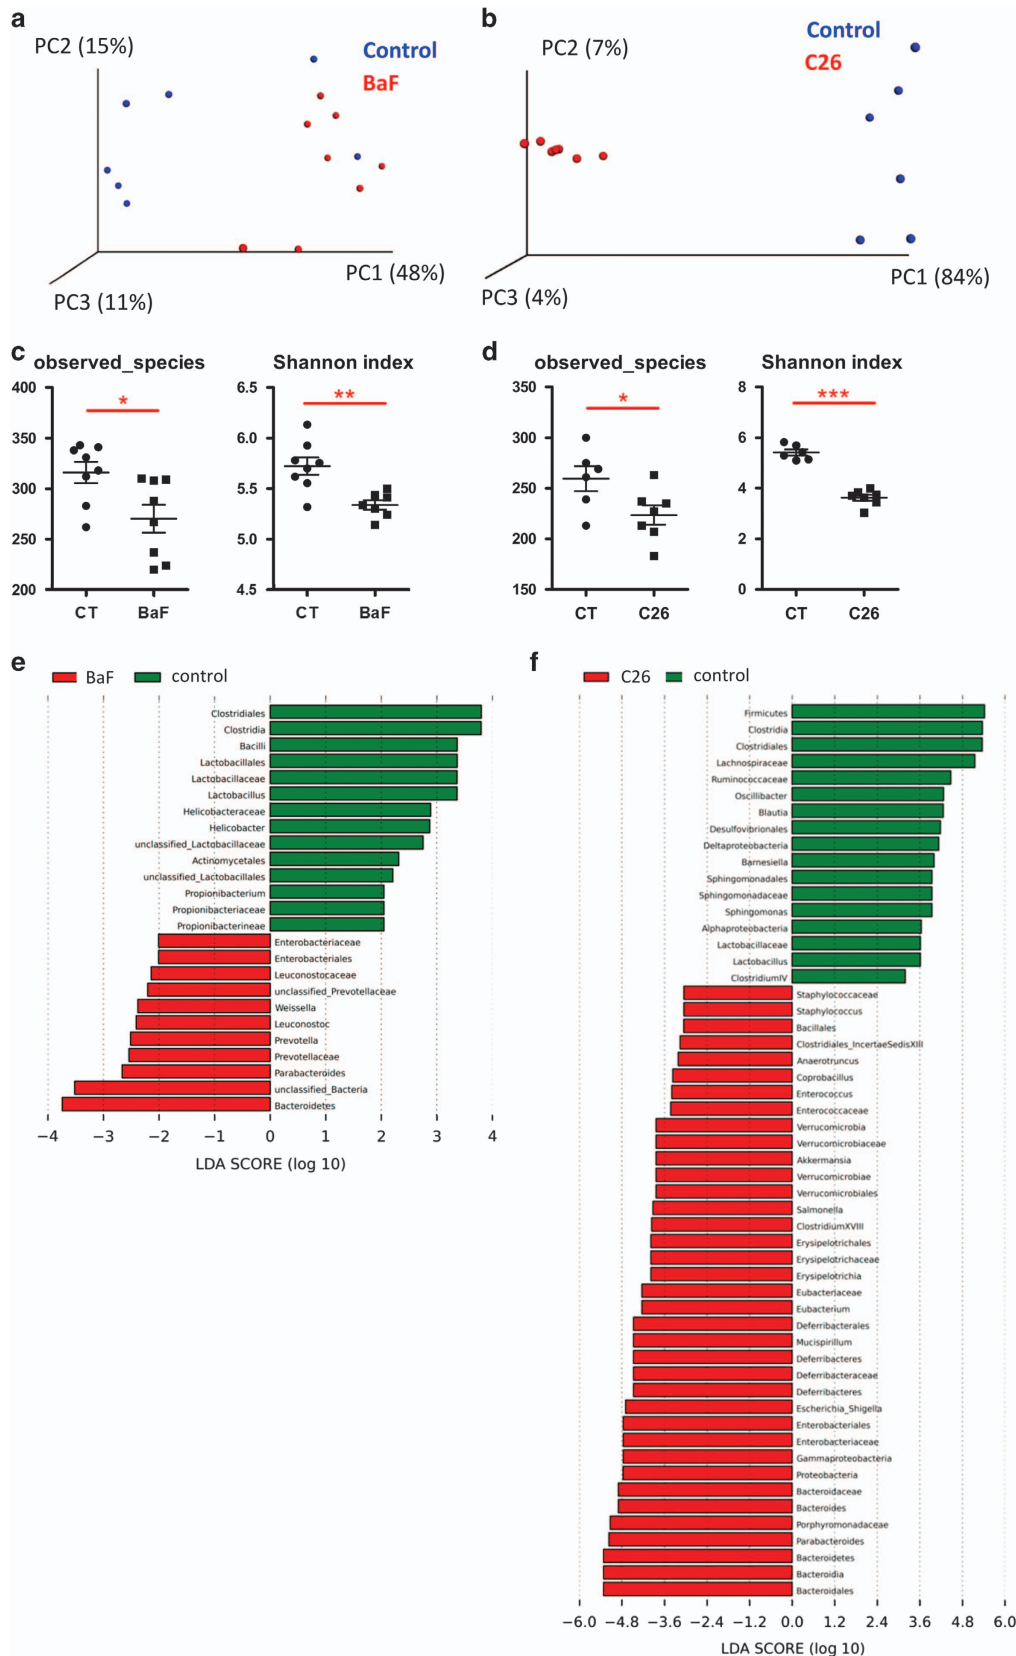 a
PC2 (15%)
Control
BaF
PC1 (48%)
PC3 (11%)
b
PC2 (7%)
Control
C26
PC1 (84%)
PC3 (4%)
c
observed_species
*
400
350
300
250
200
CT BaF
Shannon index
**
6.5
6.0
5.5
5.0
4.5
CT BaF
d
observed_species
*
350
300
250
200
150
CT C26
Shannon index
***
8
6
4
2
0
CT C26
e
BaF control
Clostridiales
Clostridia
Bacilli
Lactobacillales
Lactobacillaceae
Lactobacillus
Helicobacteraceae
Helicobacter
unclassified_Lactobacillaceae
Actinomycetales
unclassified_Lactobacillales
Propionibacterium
Propionibacteriaceae
Propionibacterineae
Enterobacteriaceae
Enterobacteriales
Leuconostocaceae
unclassified_Prevotellaceae
Weissella
Leuconostoc
Prevotella
Prevotellaceae
Parabacteroides
unclassified_Bacteria
Bacteroidetes
−4 −3 −2 −1 0 1 2 3 4
LDA SCORE (log 10)
f
C26 control
Firmicutes
Clostridia
Clostridiales
Lachnospiraceae
Ruminococcaceae
Oscillibacter
Blautia
Desulfovibrionales
Deltaproteobacteria
Barnesiella
Sphingomonadales
Sphingomonadaceae
Sphingomonas
Alphaproteobacteria
Lactobacillaceae
Lactobacillus
ClostridiumIV
Staphylococcaceae
Staphylococcus
Bacillales
Clostridiales_IncertaeSedisXIII
Anaerotruncus
Coprobacillus
Enterococcus
Enterococcaceae
Verrucomicrobia
Verrucomicrobiaceae
Akkermansia
Verrucomicrobiae
Verrucomicrobiales
Salmonella
ClostridiumXVIII
Erysipelotrichales
Erysipelotrichaceae
Erysipelotrichia
Eubacteriaceae
Eubacterium
Deferribacterales
Mucispirillum
Deferribacteres
Deferribacteraceae
Deferribacteres
Escherichia_Shigella
Enterobacteriales
Enterobacteriaceae
Gammaproteobacteria
Proteobacteria
Bacteroidaceae
Bacteroides
Porphyromonadaceae
Parabacteroides
Bacteroidetes
Bacteroidia
Bacteroidales
−6.0 −4.8 −3.6 −2.4 −1.2 0.0 1.2 2.4 3.6 4.8 6.0
LDA SCORE (log 10)